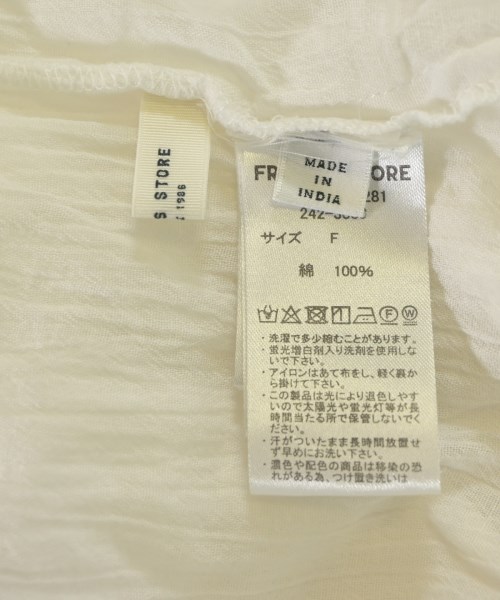 S STORE
1986
MADE
IN
INDIA
FR ORE
281
サイズ F
綿 100%
・洗濯で多少縮むことがあります。
・蛍光増白剤入り洗剤を使用しな
いで下さい。
・アイロンはあて布をし、軽く裏か
ら掛けて下さい。
・この製品は光により退色しやす
いので太陽光や蛍光灯等が長
時間当たる所で保管しないでく
ださい。
・汗がついたまま長時間放置せ
ず早めにお洗い下さい。
・濃色や配色の商品は移染の恐
れがある為、つけ置き洗いは